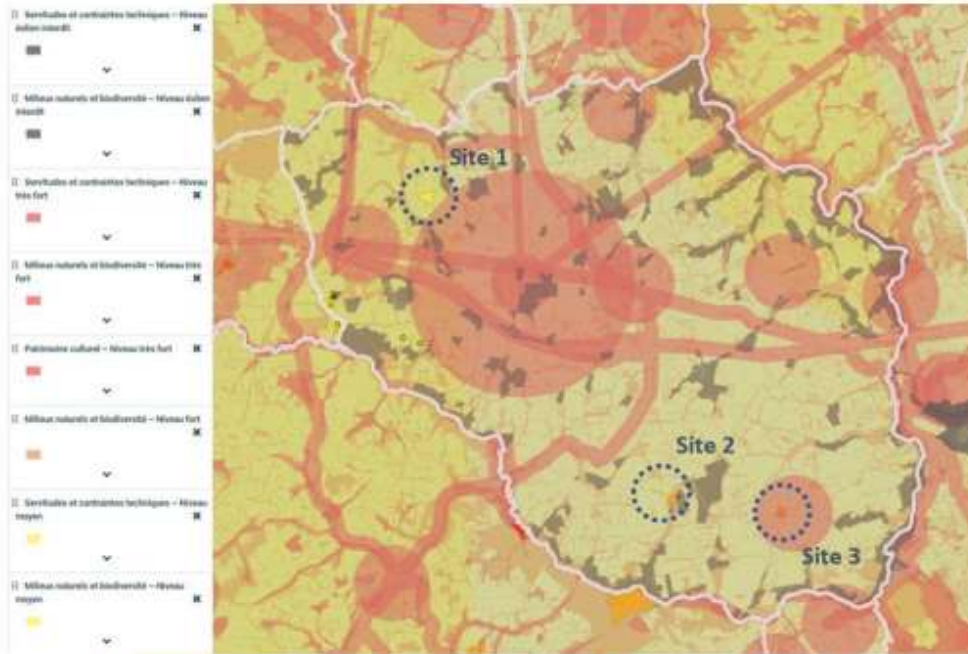 Servitudes et contraintes techniques – Niveau
interdit
Milieux naturels et biodiversité – Niveau
interdit
Servitudes et contraintes techniques – Niveau
très fort
Milieux naturels et biodiversité – Niveau très
fort
Patrimoine culturel – Niveau très fort
Milieux naturels et biodiversité – Niveau fort
Servitudes et contraintes techniques – Niveau
moyen
Milieux naturels et biodiversité – Niveau
moyen
Site 1
Site 2
Site 3